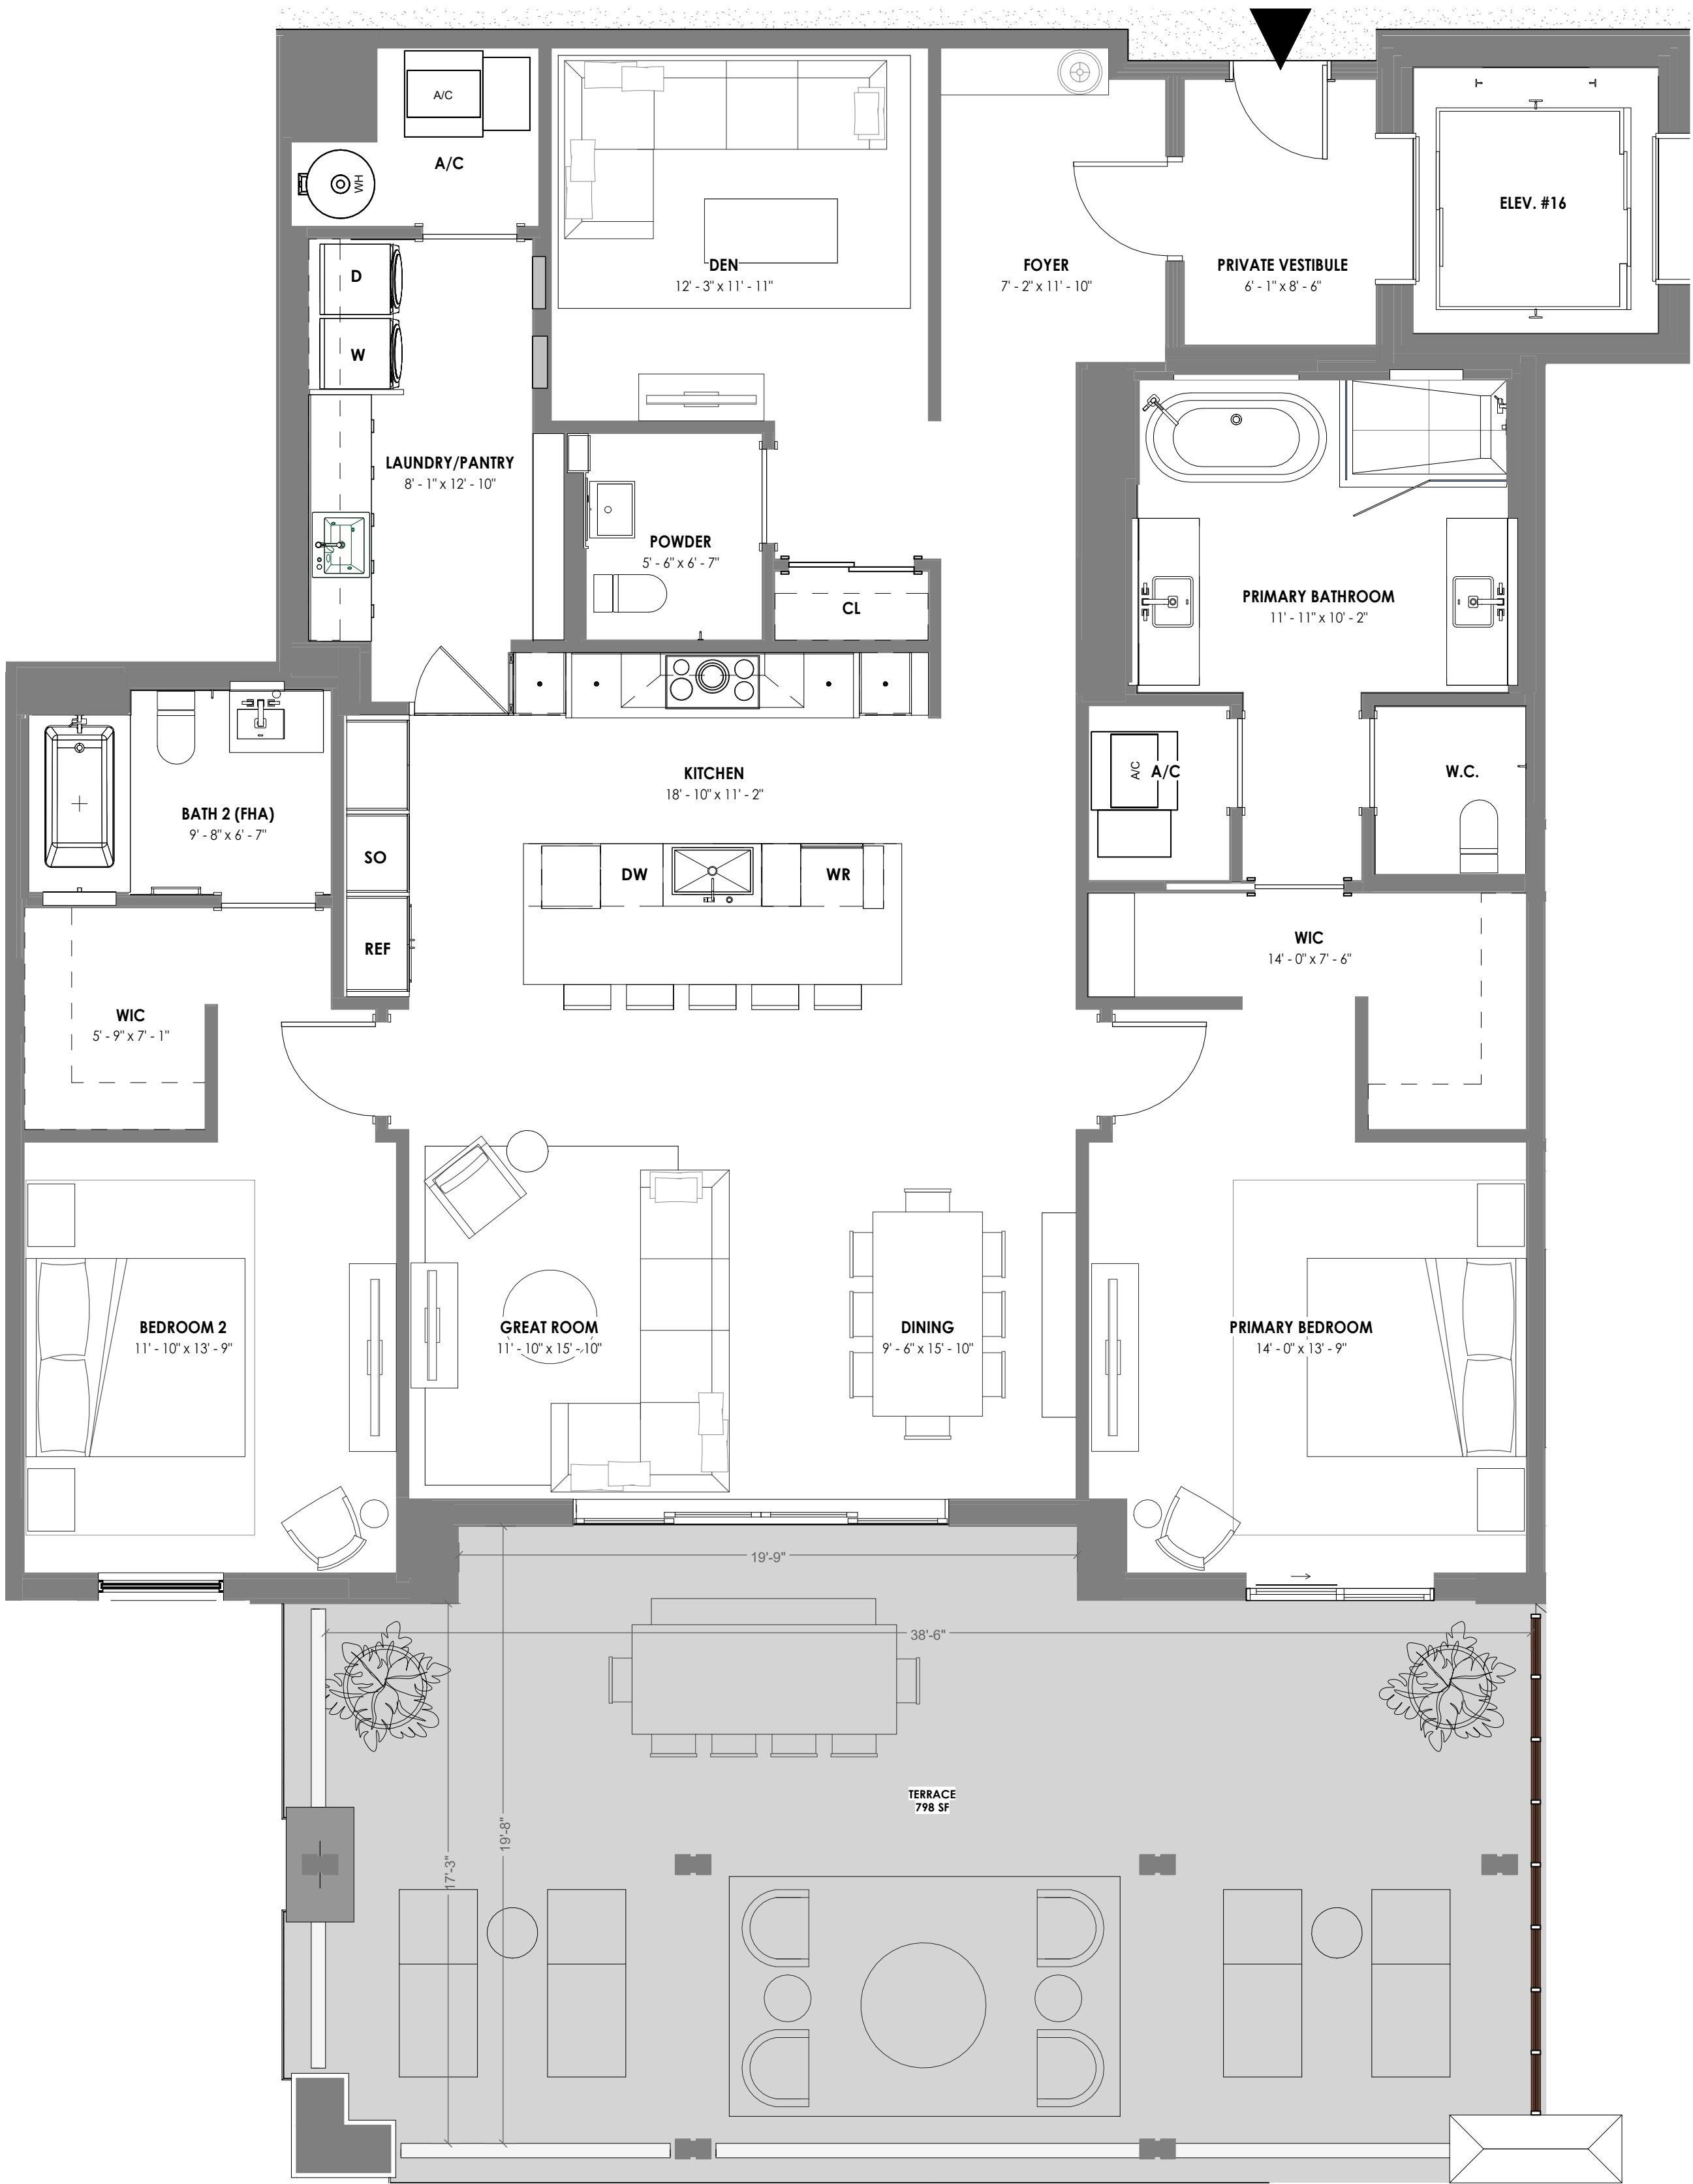 A/C
A/C
WH
ELEV. #16
DEN
12' - 3" x 11' - 11"
FOYER
7' - 2" x 11' - 10"
PRIVATE VESTIBULE
6' - 1" x 8' - 6"
D
W
LAUNDRY/PANTRY
8' - 1" x 12' - 10"
POWDER
5' - 6" x 6' - 7"
CL
PRIMARY BATHROOM
11' - 11" x 10' - 2"
KITCHEN
18' - 10" x 11' - 2"
A/C
A/C
W.C.
BATH 2 (FHA)
9' - 8" x 6' - 7"
SO
DW
WR
REF
WIC
14' - 0" x 7' - 6"
WIC
5' - 9" x 7' - 1"
BEDROOM 2
11' - 10" x 13' - 9"
GREAT ROOM
11' - 10" x 15' - 10"
DINING
9' - 6" x 15' - 10"
PRIMARY BEDROOM
14' - 0" x 13' - 9"
19'-9"
38'-6"
TERRACE
798 SF
19'-8"
17'-3"